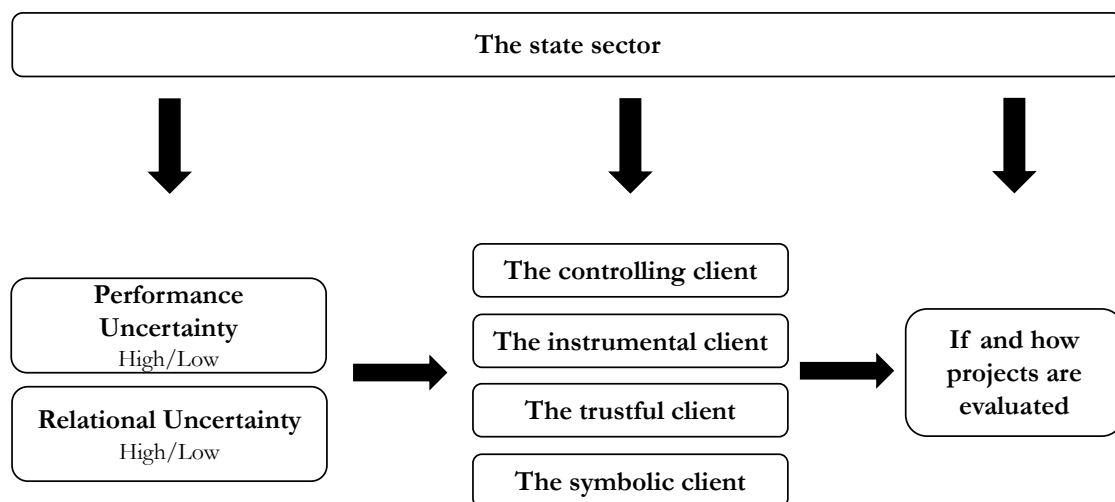 The state sector
Performance
Uncertainty
High/Low
Relational Uncertainty
High/Low
The controlling client
The instrumental client
The trustful client
The symbolic client
If and how
projects are
evaluated